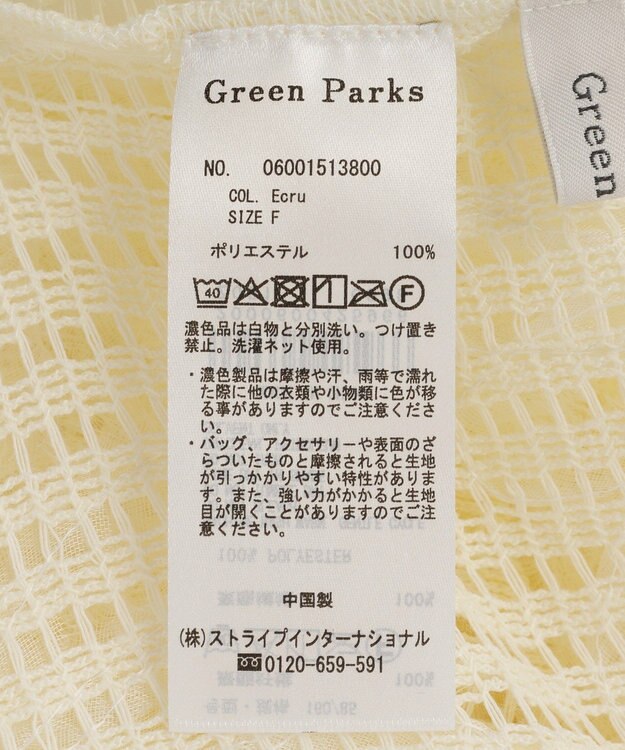 Green Parks
Green
NO. 06001513800
COL. Ecru
SIZE F
ポリエステル 100%
40 F
濃色品は白物と分別洗い。つけ置き
禁止。洗濯ネット使用。
・濃色製品は摩擦や汗、雨等で濡れ
た際に他の衣類や小物類に色が移
る事がありますのでご注意くださ
い。
・バッグ、アクセサリーや表面のざ
らついたものと摩擦されると生地
が引っかかりやすい特性がありま
す。また、強い力がかかると生地
目が開くことがありますのでご注
意ください。
100% POLYESTER
中国製
100%
(株)ストライプインターナショナル
0120-659-591
100%
160/85